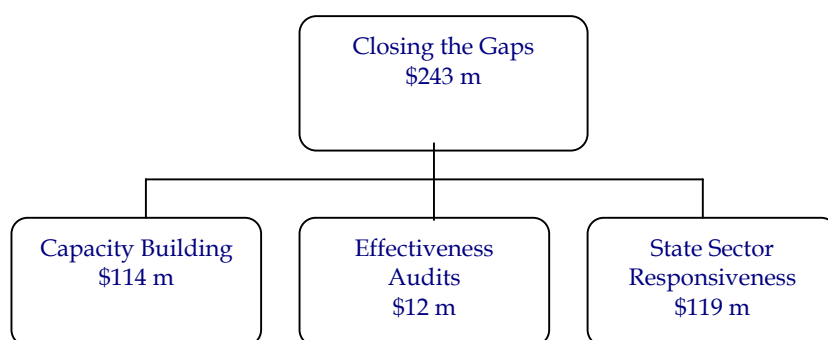 Closing the Gaps
$243 m
Capacity Building
$114 m
Effectiveness
Audits
$12 m
State Sector
Responsiveness
$119 m